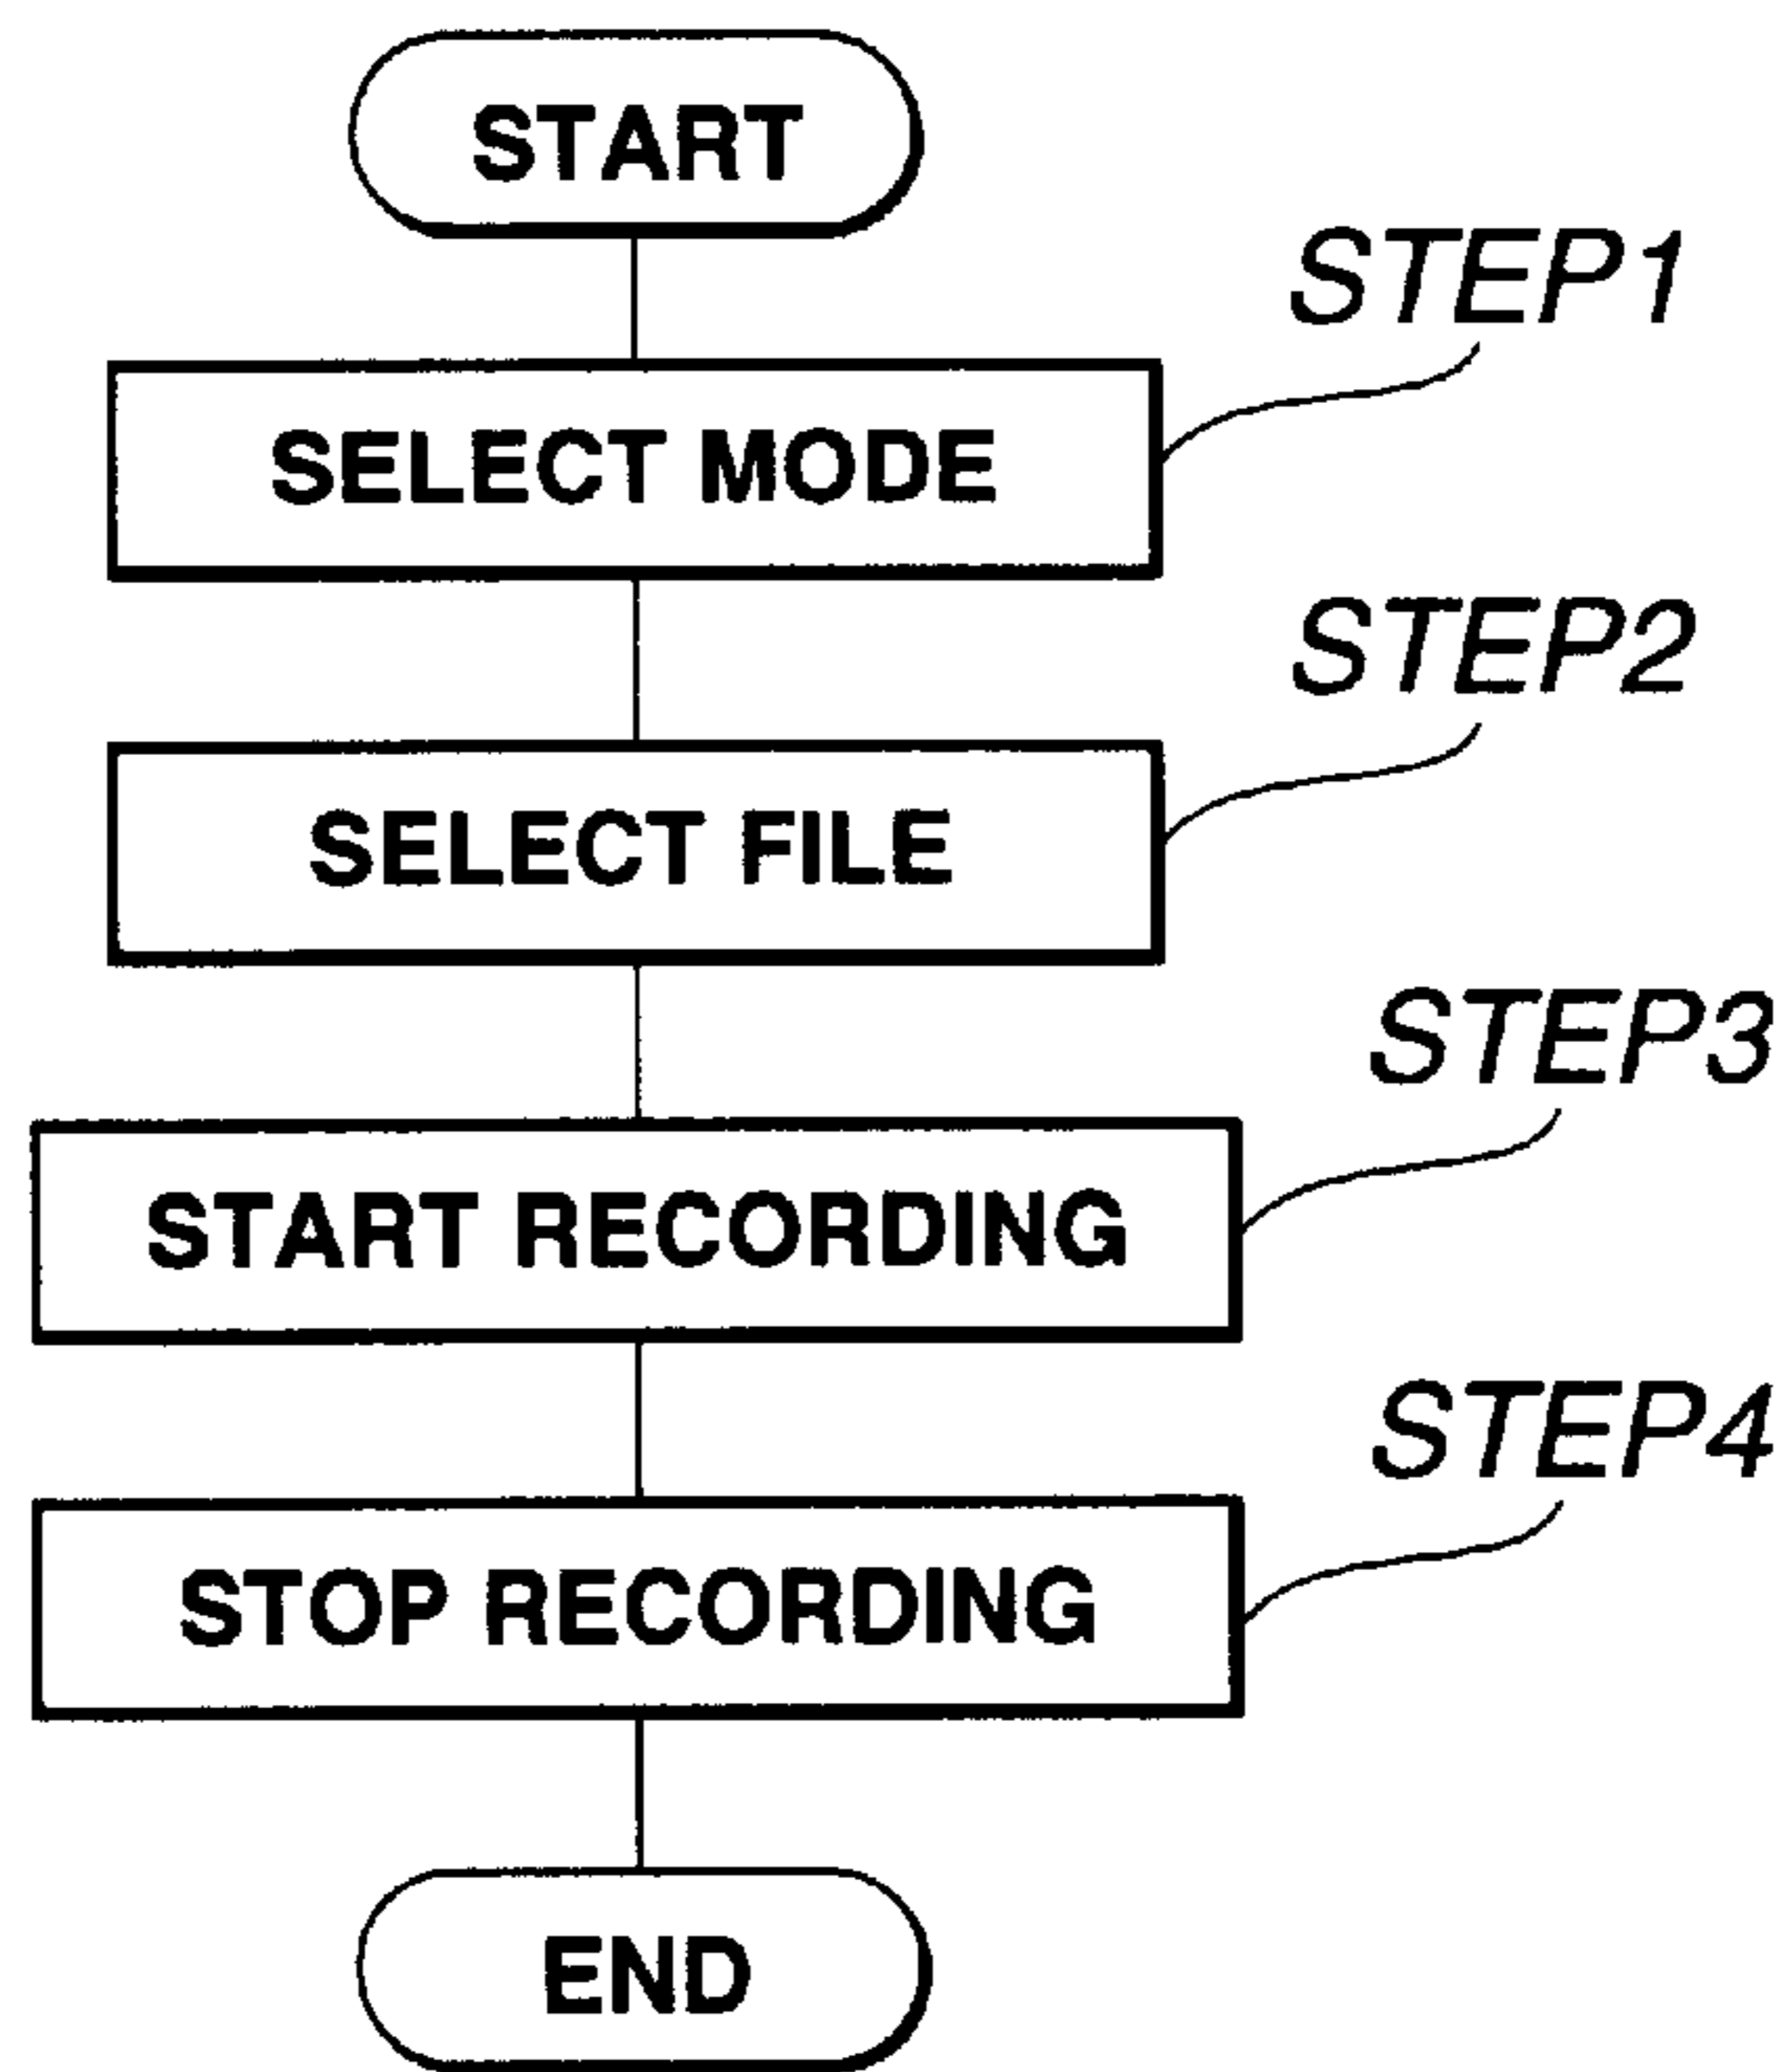 START
STEP1
SELECT MODE
STEP2
SELECT FILE
STEP3
START RECORDING
STEP4
STOP RECORDING
END